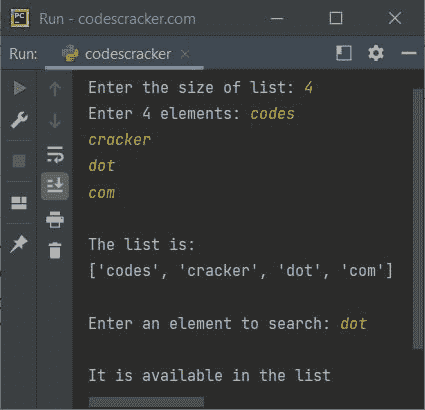 PC Run - codescracker.com
Run: codescracker
Enter the size of list: 4
Enter 4 elements: codes
cracker
dot
com
The list is:
['codes', 'cracker', 'dot', 'com']
Enter an element to search: dot
It is available in the list